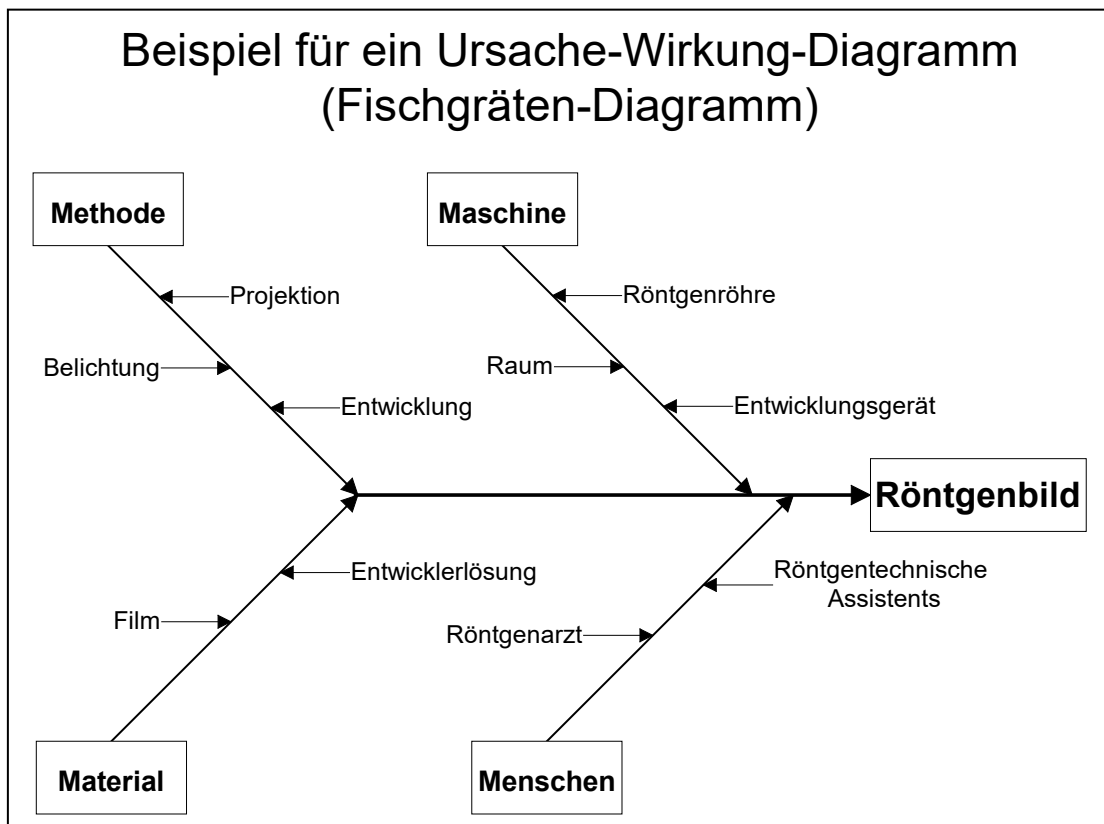 Beispiel für ein Ursache-Wirkung-Diagramm
(Fischgräten-Diagramm)
Methode
Maschine
Projektion
Röntgenröhre
Belichtung
Raum
Entwicklung
Entwicklungsgerät
Röntgenbild
Entwicklerlösung
Röntgentechnische
Assistents
Film
Röntgenarzt
Material
Menschen